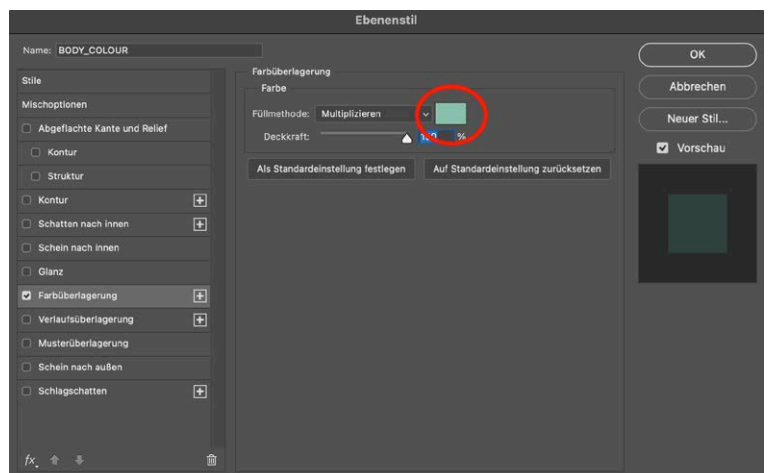 Ebenenstil
Name: BODY_COLOUR
Stile
Mischoptionen
Abgeflachte Kante und Relief
Kontur
Struktur
Kontur
Schatten nach innen
Schein nach innen
Glanz
Farbüberlagerung
Verlaufsüberlagerung
Musterüberlagerung
Schein nach außen
Schlagschatten
fx
Farbüberlagerung
Farbe
Füllmethode: Multiplizieren
Deckkraft: 100 %
Als Standardeinstellung festlegen Auf Standardeinstellung zurücksetzen
OK
Abbrechen
Neuer Stil...
Vorschau